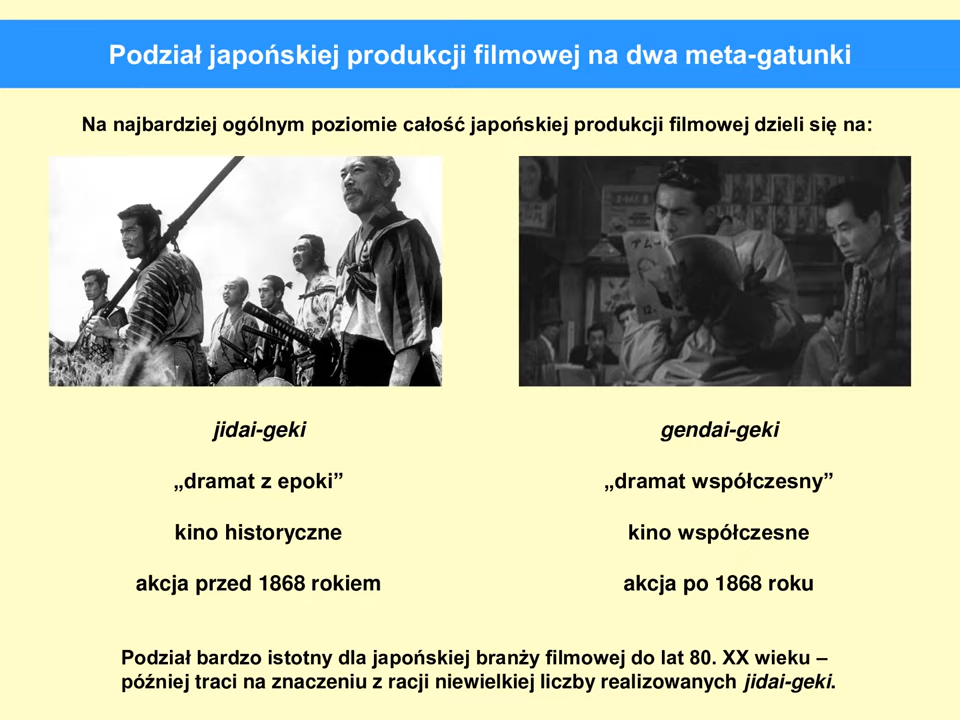 Podział japońskiej produkcji filmowej na dwa meta-gatunki
Na najbardziej ogólnym poziomie całość japońskiej produkcji filmowej dzieli się na:
jidai-geki
„dramat z epoki”
kino historyczne
akcja przed 1868 rokiem
gendai-geki
„dramat współczesny”
kino współczesne
akcja po 1868 roku
Podział bardzo istotny dla japońskiej branży filmowej do lat 80. XX wieku –
później traci na znaczeniu z racji niewielkiej liczby realizowanych jidai-geki.